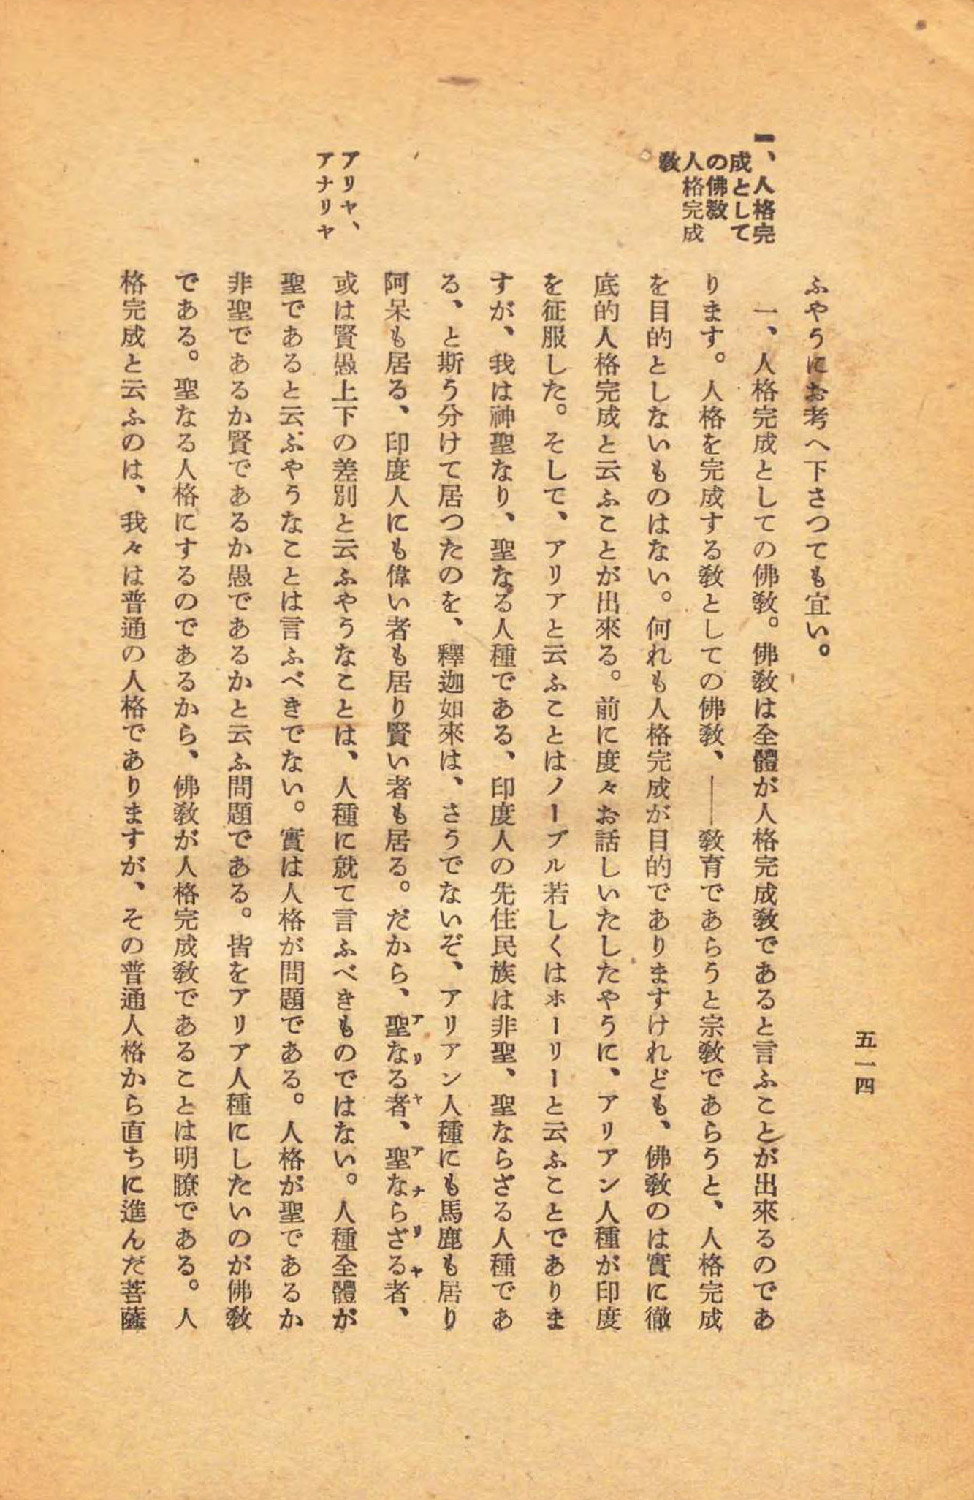 五一四
一、人格完
成として
の佛教
人格完成
教
ふやうにお考へ下さつても宜い。
一、人格完成としての佛教。佛教は全體が人格完成教であると言ふことが出來るのであ
ります。人格を完成する教としての佛教、――教育であらうと宗教であらうと、人格完成
を目的としないものはない。何れも人格完成が目的でありますけれども、佛教のは實に徹
底的人格完成と云ふことが出來る。前に度々お話しいたしたやうに、アリアン人種が印度
を征服した。そして、アリアと云ふことはノーブル若しくはホーリーと云ふことでありま
すが、我は神聖なり、聖なる人種である、印度人の先住民族は非聖、聖ならざる人種であ
る、と斯う分けて居つたのを、釋迦如來は、さうでないぞ、アリアン人種にも馬鹿も居り
アリヤ、
アナリヤ
阿呆も居る、印度人にも偉い者も居り賢い者も居る。だから、聖なる者、聖ならざる者、
アリヤ アナリヤ
或は賢愚上下の差別と云ふやうなことは、人種に就て言ふべきものではない。人種全體が
聖であると云ふやうなことは言ふべきでない。實は人格が問題である。人格が聖であるか
非聖であるか賢であるか愚であるかと云ふ問題である。皆をアリア人種にしたいのが佛教
である。聖なる人格にするのであるから、佛教が人格完成教であることは明瞭である。人
格完成と云ふのは、我々は普通の人格でありますが、その普通人格から直ちに進んだ菩薩